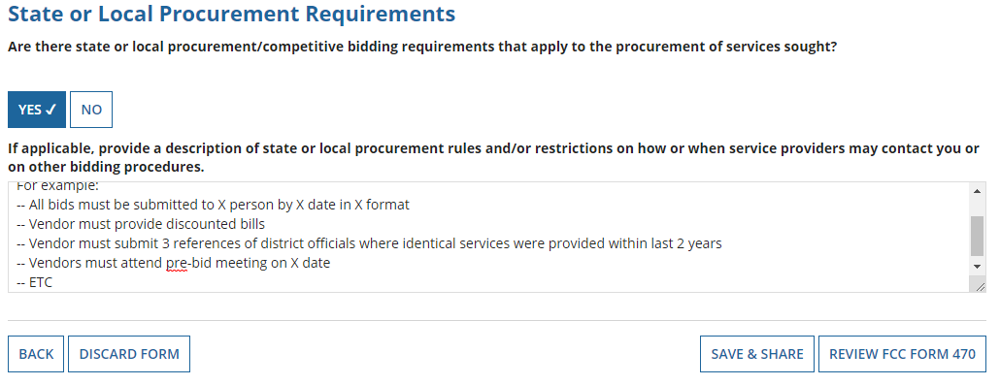 State or Local Procurement Requirements
Are there state or local procurement/competitive bidding requirements that apply to the procurement of services sought?
YES ✓ NO
If applicable, provide a description of state or local procurement rules and/or restrictions on how or when service providers may contact you or
on other bidding procedures.
For example:
-- All bids must be submitted to X person by X date in X format
-- Vendor must provide discounted bills
-- Vendor must submit 3 references of district officials where identical services were provided within last 2 years
-- Vendors must attend pre-bid meeting on X date
-- ETC
BACK DISCARD FORM SAVE & SHARE REVIEW FCC FORM 470